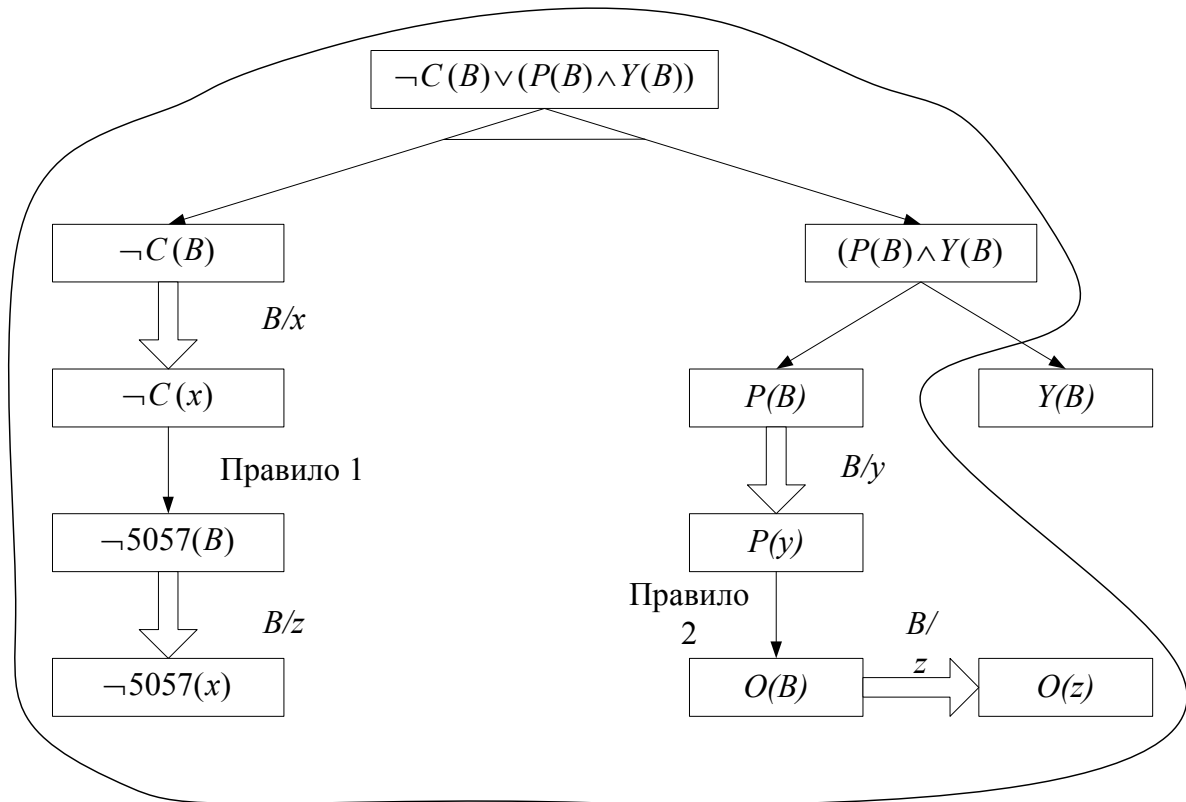 ¬C(B)∨(P(B)∧Y(B))
¬C(B)
(P(B)∧Y(B)
B/x
¬C(x)
P(B)
Y(B)
Правило 1
B/y
¬5057(B)
P(y)
B/z
Правило
2
B/
z
¬5057(x)
O(B)
O(z)